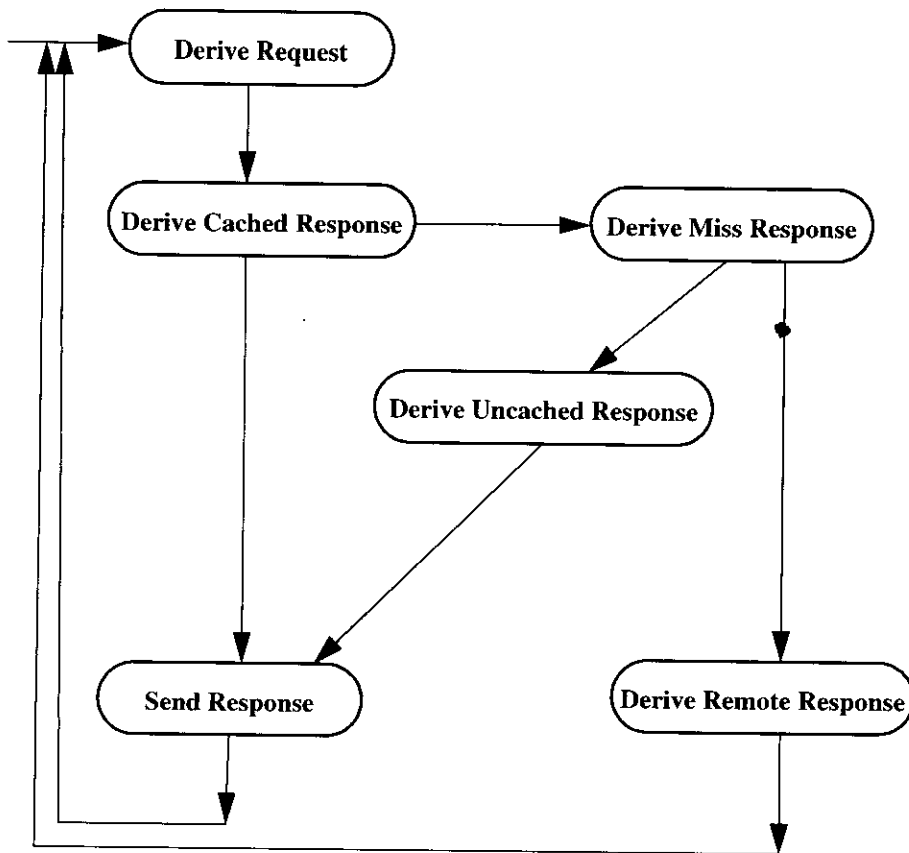 Derive Request
Derive Cached Response
Derive Miss Response
Derive Uncached Response
Send Response
Derive Remote Response